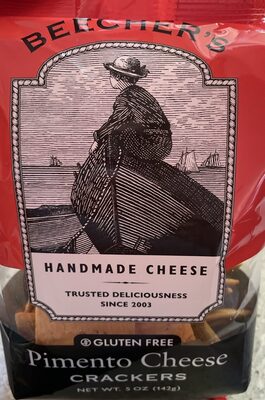 BEECHER'S
HANDMADE CHEESE
TRUSTED DELICIOUSNESS
SINCE 2003
GLUTEN FREE
Pimento Cheese
CRACKERS
NET WT. 5 OZ (142g)